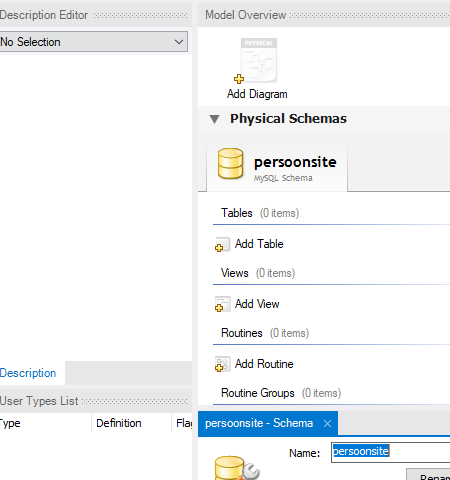 Description Editor
No Selection
Description
User Types List
Type Definition Flag
Model Overview
PHYSICAL
Add Diagram
Physical Schemas
persoonsite
MySQL Schema
Tables (0 items)
Add Table
Views (0 items)
Add View
Routines (0 items)
Add Routine
Routine Groups (0 items)
persoonsite - Schema
Name: persoonsite
Renam